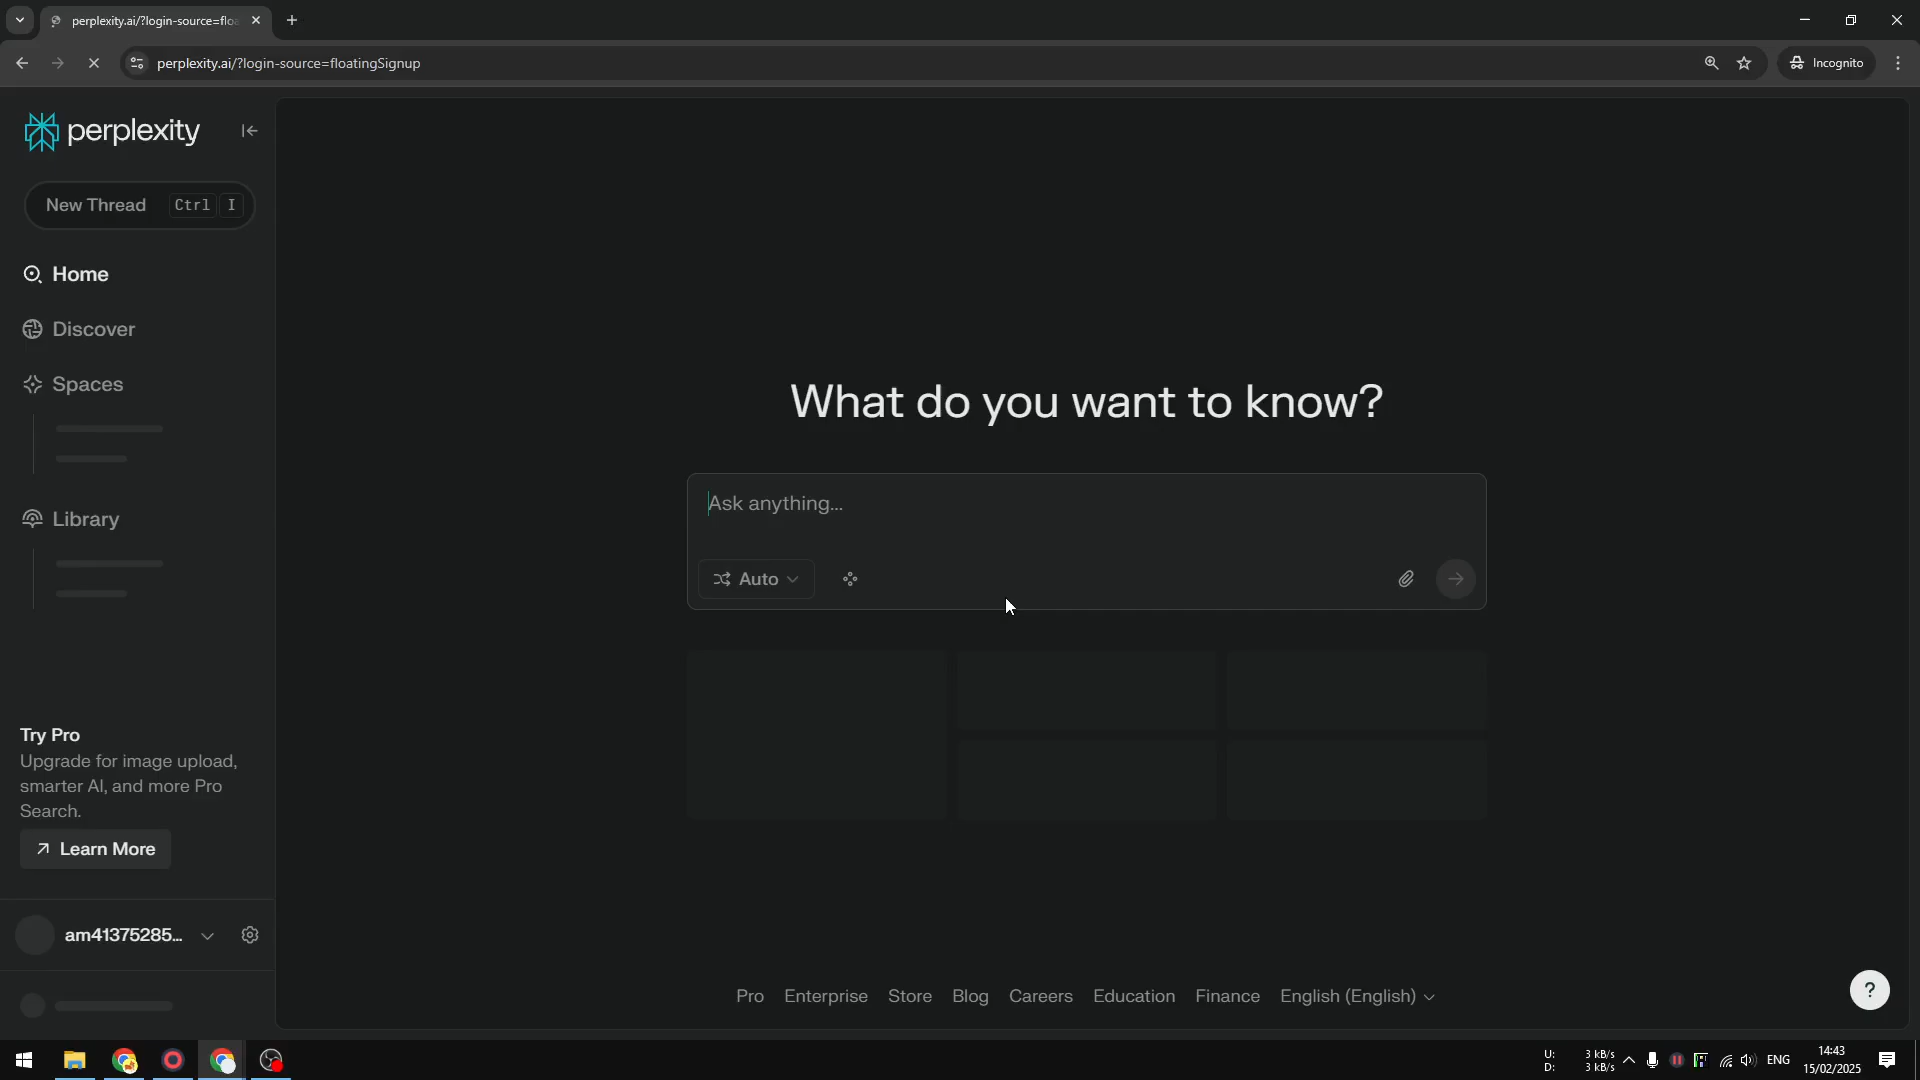 perplexity.ai/?login-source=floa
perplexity.ai/?login-source=floatingSignup
Incognito
perplexity
New Thread Ctrl I
Home
Discover
Spaces
Library
Try Pro
Upgrade for image upload,
smarter AI, and more Pro
Search.
Learn More
am41375285...
What do you want to know?
Ask anything...
Auto
Pro Enterprise Store Blog Careers Education Finance English (English)
?
U: 3 kB/s
D: 3 kB/s
ENG
14:43
15/02/2025